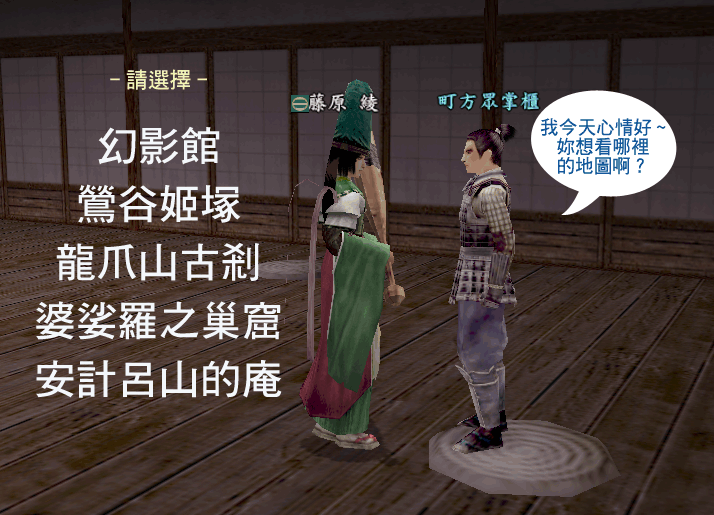 －請選擇－
幻影館
鶯谷姬塚
龍爪山古剎
婆娑羅之巢窟
安計呂山的庵
藤原 綾
町方眾掌櫃
我今天心情好～
妳想看哪裡
的地圖啊？